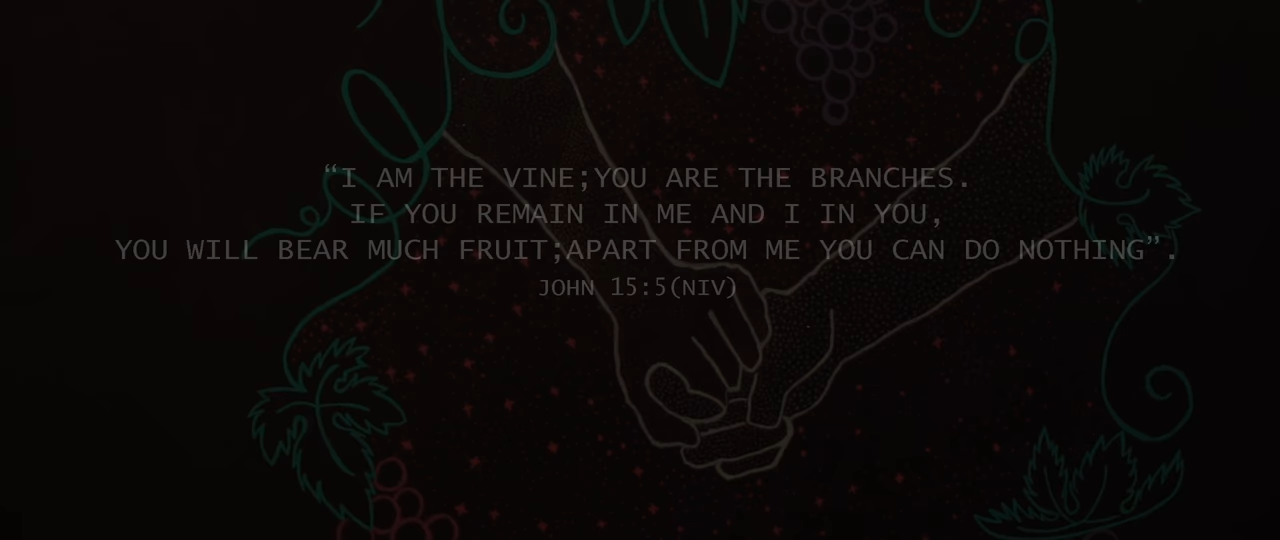 “I AM THE VINE;YOU ARE THE BRANCHES.
IF YOU REMAIN IN ME AND I IN YOU,
YOU WILL BEAR MUCH FRUIT;APART FROM ME YOU CAN DO NOTHING”.
JOHN 15:5(NIV)